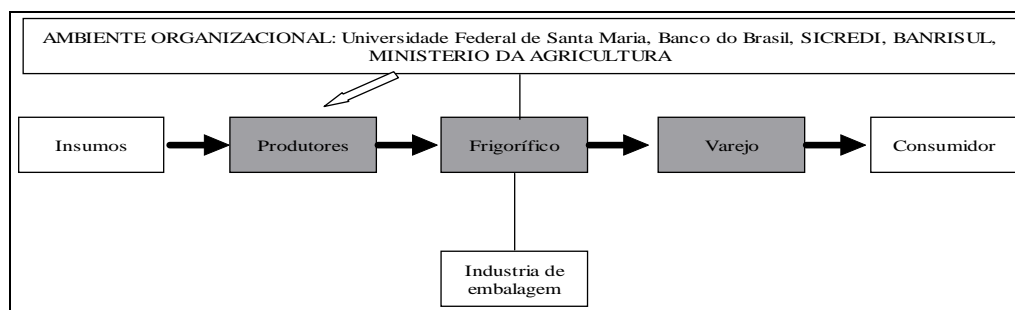 AMBIENTE ORGANIZACIONAL: Universidade Federal de Santa Maria, Banco do Brasil, SICREDI, BANRISUL,
MINISTERIO DA AGRICULTURA
Insumos
Produtores
Frigorífico
Varejo
Consumidor
Industria de
embalagem